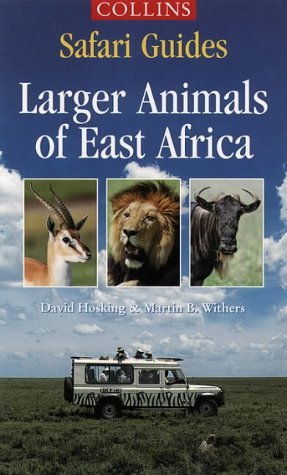 COLLINS
Safari Guides
Larger Animals
of East Africa
David Hosking & Martin B. Withers